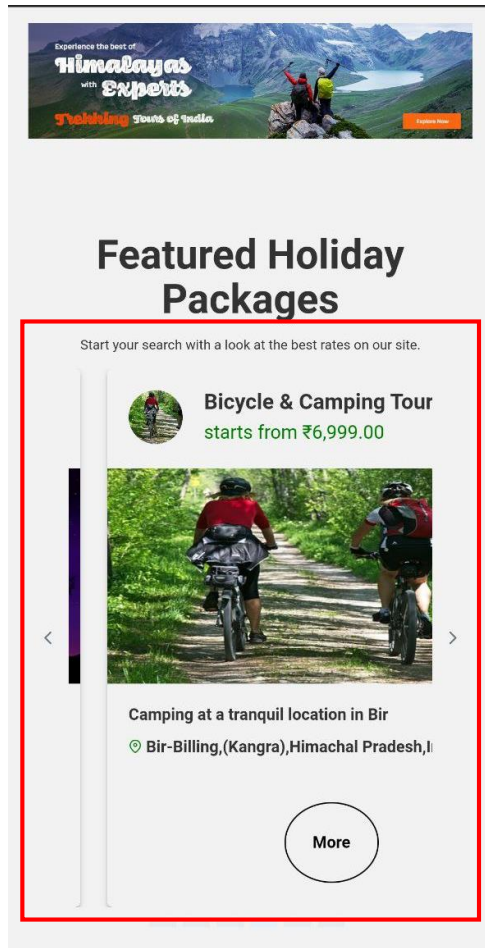 Experience the best of
Himalayas
with Experts
Trekking Tours of India
Explore Now
Featured Holiday
Packages
Start your search with a look at the best rates on our site.
Bicycle & Camping Tour
starts from ₹6,999.00
Camping at a tranquil location in Bir
Bir-Billing,(Kangra),Himachal Pradesh,I
More